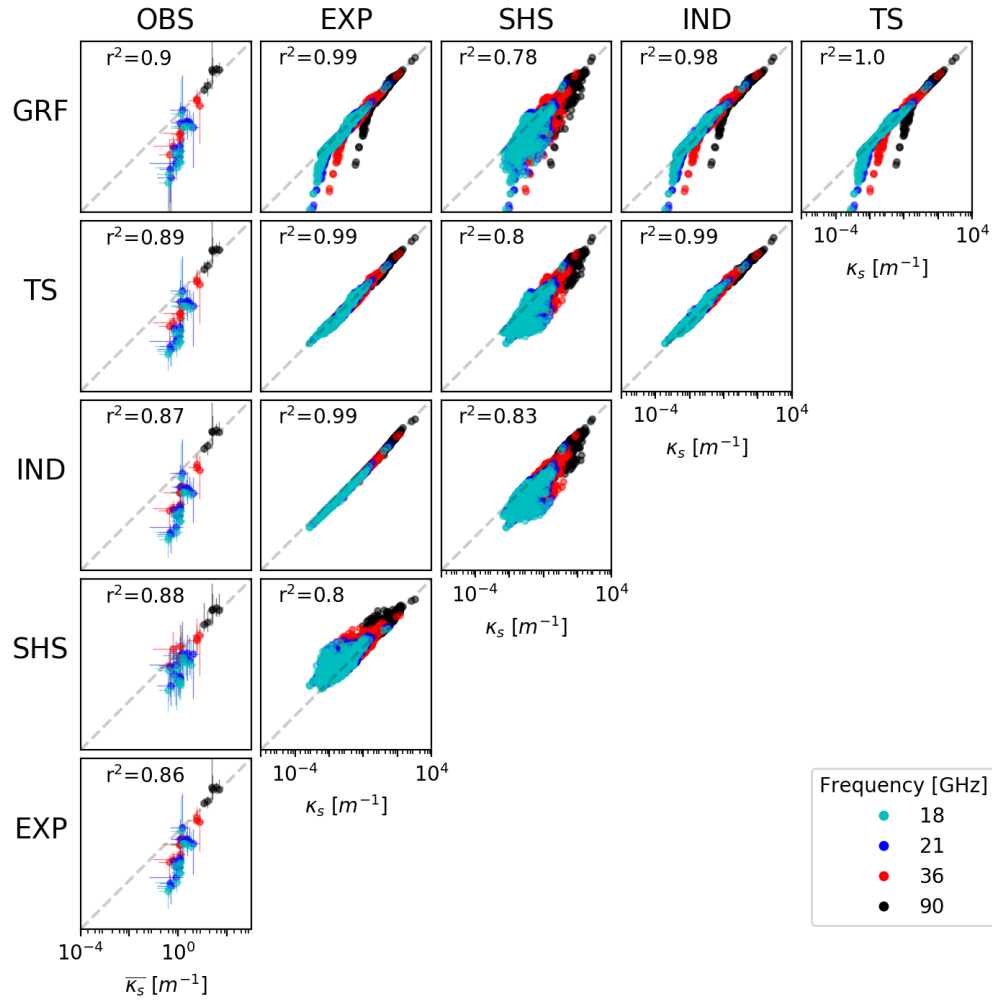 OBS EXP SHS IND TS
GRF r²=0.9 r²=0.99 r²=0.78 r²=0.98 r²=1.0
10⁻⁴ 10⁴
κₛ [m⁻¹]
TS r²=0.89 r²=0.99 r²=0.8 r²=0.99
10⁻⁴ 10⁴
κₛ [m⁻¹]
IND r²=0.87 r²=0.99 r²=0.83
10⁻⁴ 10⁴
κₛ [m⁻¹]
SHS r²=0.88 r²=0.8
10⁻⁴ 10⁴
κₛ [m⁻¹]
EXP r²=0.86
10⁻⁴ 10⁰
κ̅ₛ [m⁻¹]
Frequency [GHz]
18
21
36
90